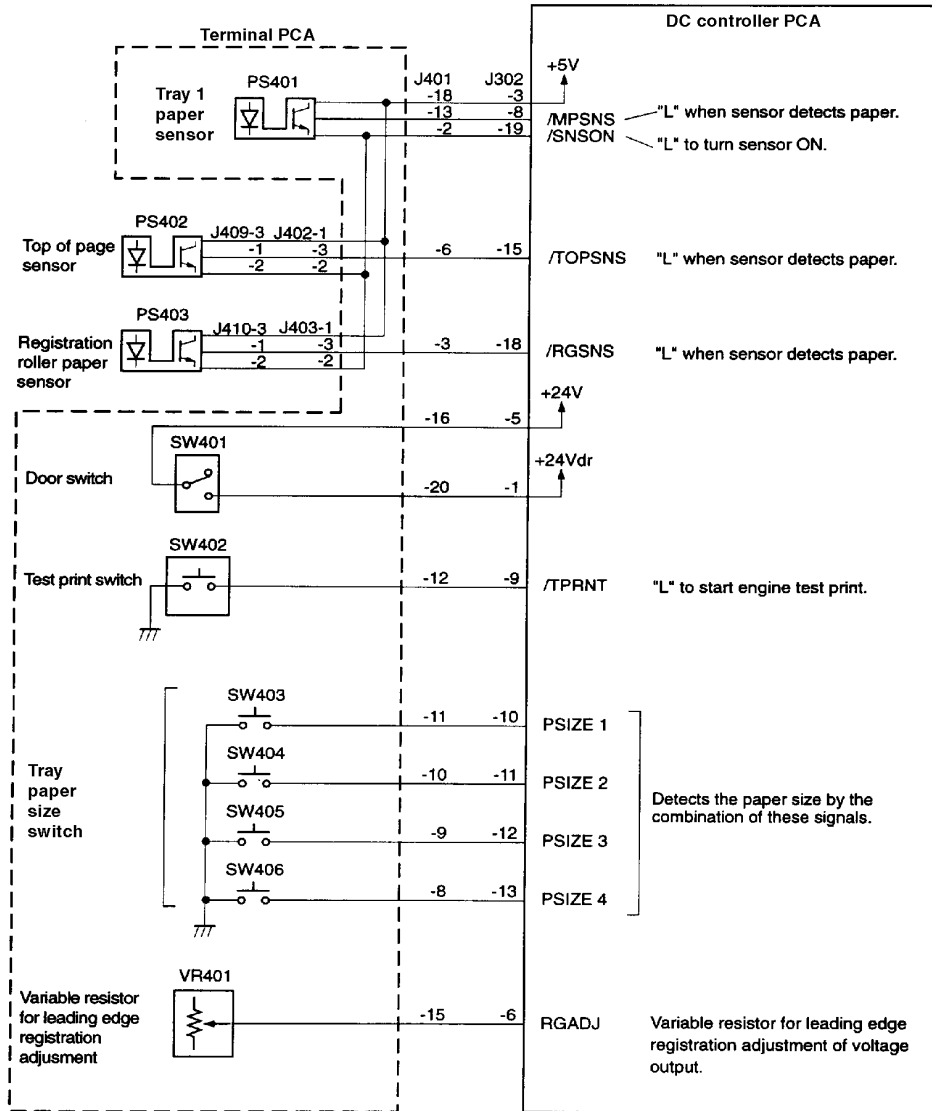 Terminal PCA
DC controller PCA
PS401
J401
J302
+5V
Tray 1
paper
sensor
-18
-3
-13
-8
/MPSNS
"L" when sensor detects paper.
-2
-19
/SNSON
"L" to turn sensor ON.
PS402
Top of page
sensor
J409-3
J402-1
-1
-3
-6
-15
/TOPSNS
"L" when sensor detects paper.
-2
-2
PS403
Registration
roller paper
sensor
J410-3
J403-1
-1
-3
-3
-18
/RGSNS
"L" when sensor detects paper.
-2
-2
+24V
-16
-5
SW401
Door switch
+24Vdr
-20
-1
SW402
Test print switch
-12
-9
/TPRNT
"L" to start engine test print.
Tray
paper
size
switch
SW403
-11
-10
PSIZE 1
SW404
-10
-11
PSIZE 2
SW405
-9
-12
PSIZE 3
SW406
-8
-13
PSIZE 4
Detects the paper size by the
combination of these signals.
VR401
Variable resistor
for leading edge
registration
adjusment
-15
-6
RGADJ
Variable resistor for leading edge
registration adjustment of voltage
output.